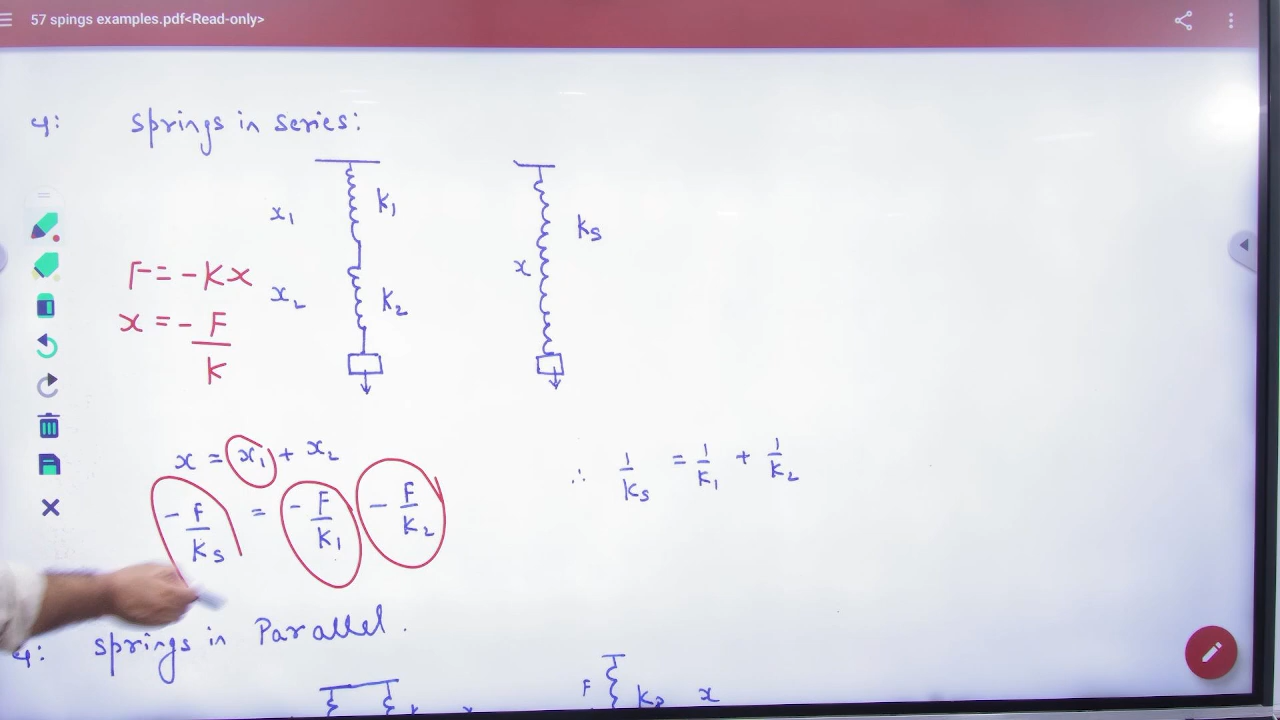 57 spings examples.pdf<Read-only>
4: springs in series:
x₁ k₁
x₂ k₂
x kₛ
F = -Kx
x = - F/K
x = x₁ + x₂
- F/Kₛ = - F/K₁ - F/K₂
∴ 1/Kₛ = 1/K₁ + 1/K₂
4: springs in Parallel.
F kₚ x